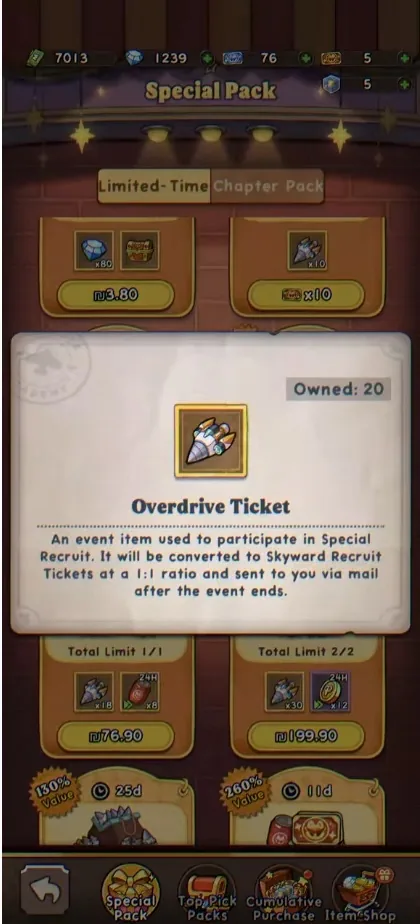 7013
1239
76
5
5
Special Pack
Limited-Time
Chapter Pack
x80
x10
₪3.80
x10
Owned: 20
Overdrive Ticket
An event item used to participate in Special
Recruit. It will be converted to Skyward Recruit
Tickets at a 1:1 ratio and sent to you via mail
after the event ends.
Total Limit 1/1
Total Limit 2/2
x18
24H
x8
x30
24H
x12
₪76.90
₪199.90
130%
Value
25d
260%
Value
11d
Special
Pack
Top Pick
Packs
Cumulative
Purchase
Item Shop